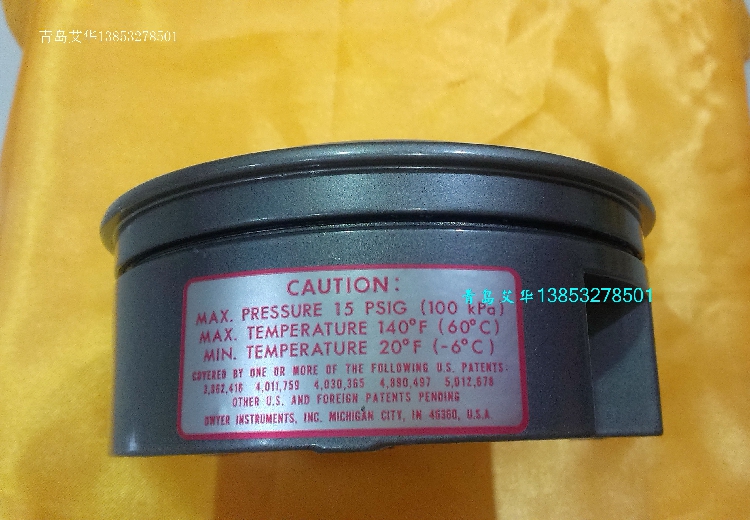 青岛艾华13853278501
CAUTION:
MAX. PRESSURE 15 PSIG (100 kPa)
青岛艾华13853278501
MAX. TEMPERATURE 140°F (60°C)
MIN. TEMPERATURE 20°F (-6°C)
COVERED BY ONE OR MORE OF THE FOLLOWING U.S. PATENTS:
3,862,416 4,011,759 4,030,365 4,890,497 5,012,678
OTHER U.S. AND FOREIGN PATENTS PENDING
DWYER INSTRUMENTS, INC. MICHIGAN CITY, IN 46360, U.S.A.